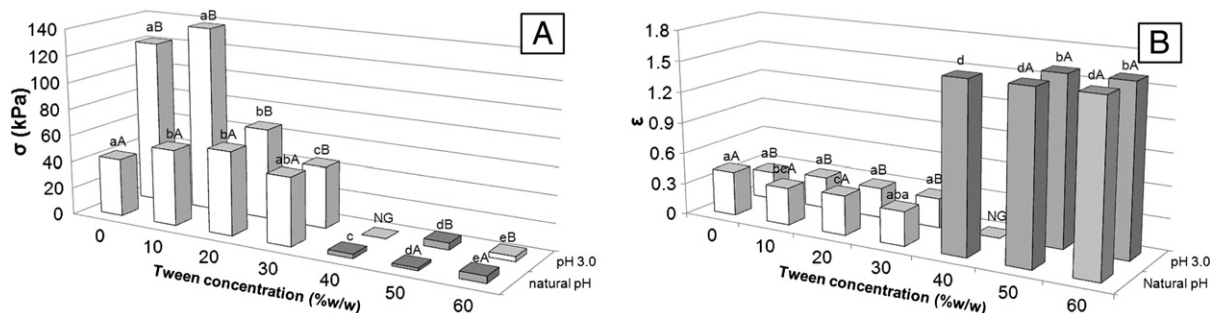 A
σ (kPa)
140
120
100
80
60
40
20
0
aB
aB
bB
cB
NG
dB
eB
aA
bA
bA
abA
c
dA
eA
0
10
20
30
40
50
60
pH 3.0
natural pH
Tween concentration (%w/w)
B
ε
1.8
1.5
1.2
0.9
0.6
0.3
0
aB
aB
aB
aB
NG
bA
bA
aA
bcA
cA
aba
d
dA
dA
0
10
20
30
40
50
60
pH 3.0
Natural pH
Tween concentration (%w/w)